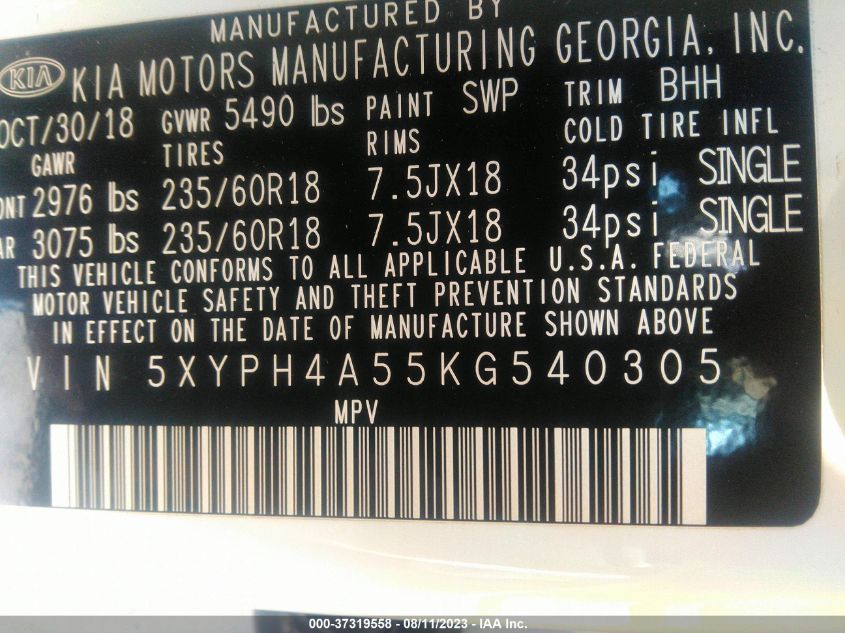 MANUFACTURED BY
KIA KIA MOTORS MANUFACTURING GEORGIA, INC.
OCT/30/18 GVWR 5490 lbs PAINT SWP TRIM BHH
GAWR TIRES RIMS COLD TIRE INFL
2976 lbs 235/60R18 7.5JX18 34psi SINGLE
3075 lbs 235/60R18 7.5JX18 34psi SINGLE
THIS VEHICLE CONFORMS TO ALL APPLICABLE U.S.A. FEDERAL
MOTOR VEHICLE SAFETY AND THEFT PREVENTION STANDARDS
IN EFFECT ON THE DATE OF MANUFACTURE SHOWN ABOVE
VIN 5XYPH4A55KG540305
MPV
000-37319558 - 08/11/2023 - IAA Inc.